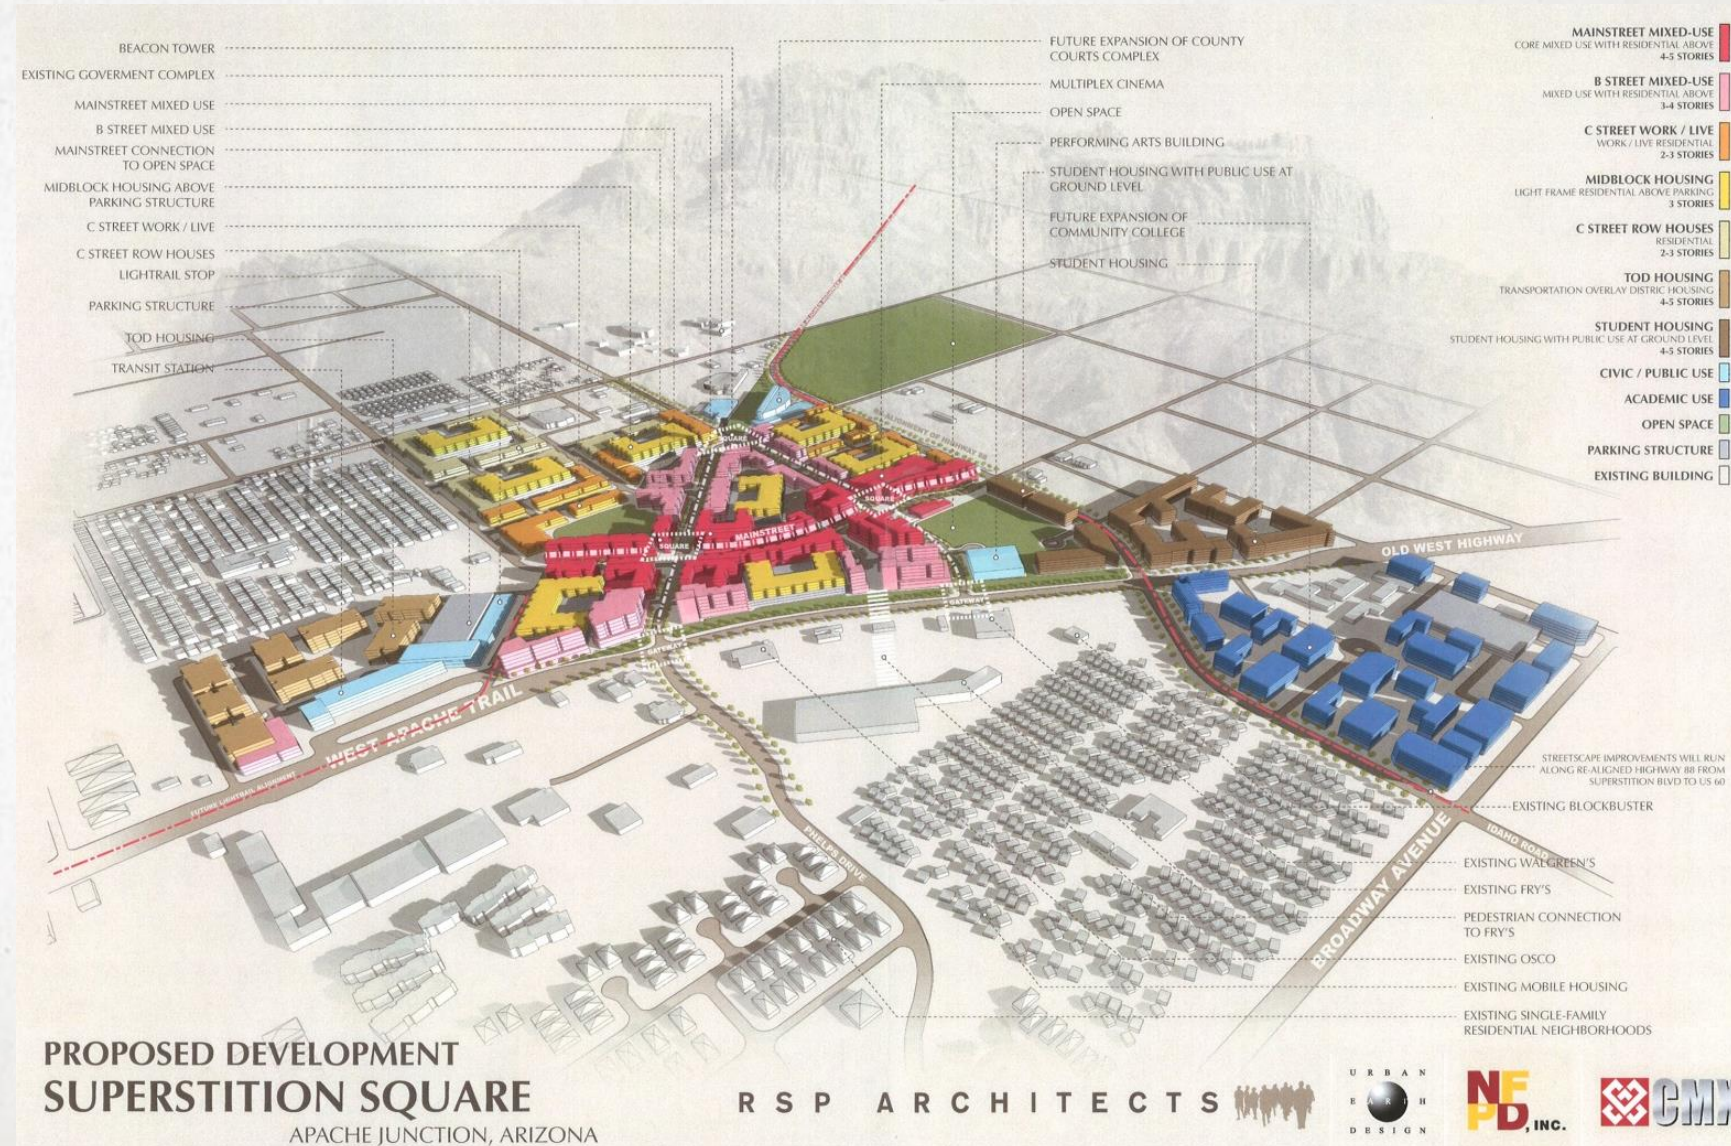 BEACON TOWER
EXISTING GOVERMENT COMPLEX
MAINSTREET MIXED USE
B STREET MIXED USE
MAINSTREET CONNECTION
TO OPEN SPACE
MIDBLOCK HOUSING ABOVE
PARKING STRUCTURE
C STREET WORK / LIVE
C STREET ROW HOUSES
LIGHTRAIL STOP
PARKING STRUCTURE
TOD HOUSING
TRANSIT STATION
FUTURE EXPANSION OF COUNTY
COURTS COMPLEX
MULTIPLEX CINEMA
OPEN SPACE
PERFORMING ARTS BUILDING
STUDENT HOUSING WITH PUBLIC USE AT
GROUND LEVEL
FUTURE EXPANSION OF
COMMUNITY COLLEGE
STUDENT HOUSING
MAINSTREET MIXED-USE
CORE MIXED USE WITH RESIDENTIAL ABOVE
4-5 STORIES
B STREET MIXED-USE
MIXED USE WITH RESIDENTIAL ABOVE
3-4 STORIES
C STREET WORK / LIVE
WORK / LIVE RESIDENTIAL
2-3 STORIES
MIDBLOCK HOUSING
LIGHT FRAME RESIDENTIAL ABOVE PARKING
3 STORIES
C STREET ROW HOUSES
RESIDENTIAL
2-3 STORIES
TOD HOUSING
TRANSPORTATION OVERLAY DISTRIC HOUSING
4-5 STORIES
STUDENT HOUSING
STUDENT HOUSING WITH PUBLIC USE AT GROUND LEVEL
4-5 STORIES
CIVIC / PUBLIC USE
ACADEMIC USE
OPEN SPACE
PARKING STRUCTURE
EXISTING BUILDING
SQUARE
SQUARE
SQUARE
MAINSTREET
GATEWAY
GATEWAY
OLD WEST HIGHWAY
WEST APACHE TRAIL
FUTURE LIGHTRAIL ALIGNMENT
PHELPS DRIVE
BROADWAY AVENUE
IDAHO ROAD
STREETSCAPE IMPROVEMENTS WILL RUN
ALONG RE-ALIGNED HIGHWAY 88 FROM
SUPERSTITION BLVD TO US 60
EXISTING BLOCKBUSTER
EXISTING WALGREEN'S
EXISTING FRY'S
PEDESTRIAN CONNECTION
TO FRY'S
EXISTING OSCO
EXISTING MOBILE HOUSING
EXISTING SINGLE-FAMILY
RESIDENTIAL NEIGHBORHOODS
PROPOSED DEVELOPMENT
SUPERSTITION SQUARE
APACHE JUNCTION, ARIZONA
RSP ARCHITECTS
URBAN
EARTH
DESIGN
NFPD, INC.
CMX